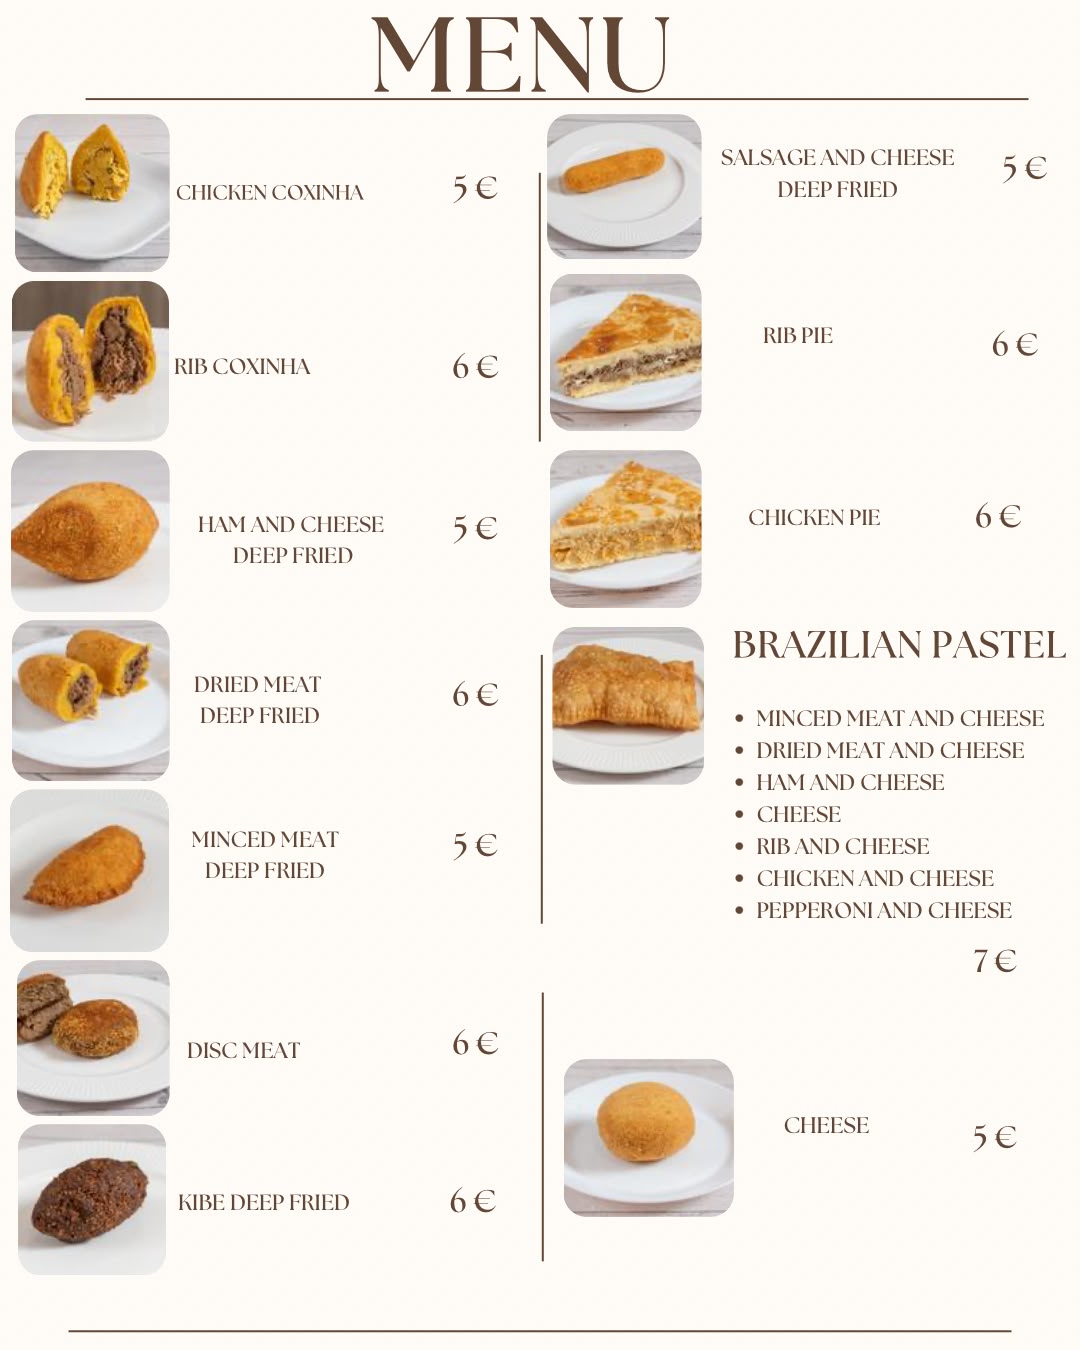 MENU
CHICKEN COXINHA 5 €
RIB COXINHA 6 €
HAM AND CHEESE
DEEP FRIED
5 €
DRIED MEAT
DEEP FRIED
6 €
MINCED MEAT
DEEP FRIED
5 €
DISC MEAT 6 €
KIBE DEEP FRIED 6 €
SALSAGE AND CHEESE
DEEP FRIED
5 €
RIB PIE 6 €
CHICKEN PIE 6 €
BRAZILIAN PASTEL
• MINCED MEAT AND CHEESE
• DRIED MEAT AND CHEESE
• HAM AND CHEESE
• CHEESE
• RIB AND CHEESE
• CHICKEN AND CHEESE
• PEPPERONI AND CHEESE
7 €
CHEESE 5 €